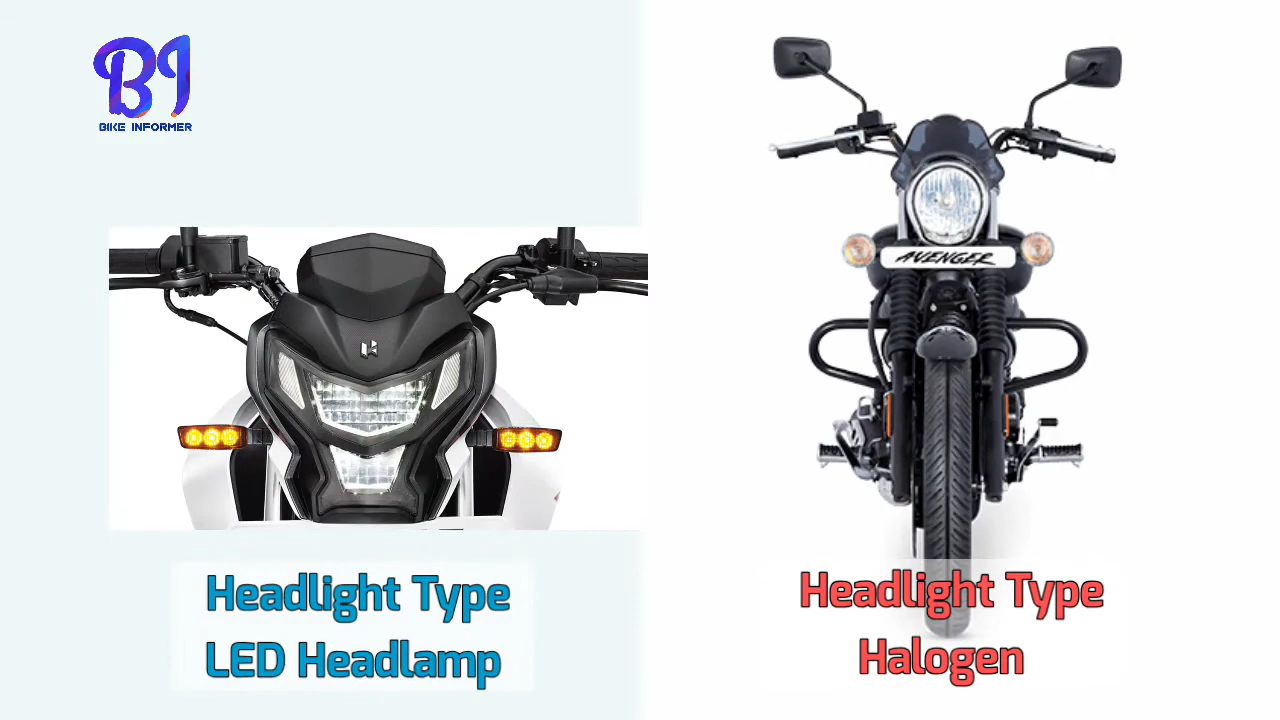 BI
BIKE INFORMER
AVENGER
Headlight Type
LED Headlamp
Headlight Type
Halogen